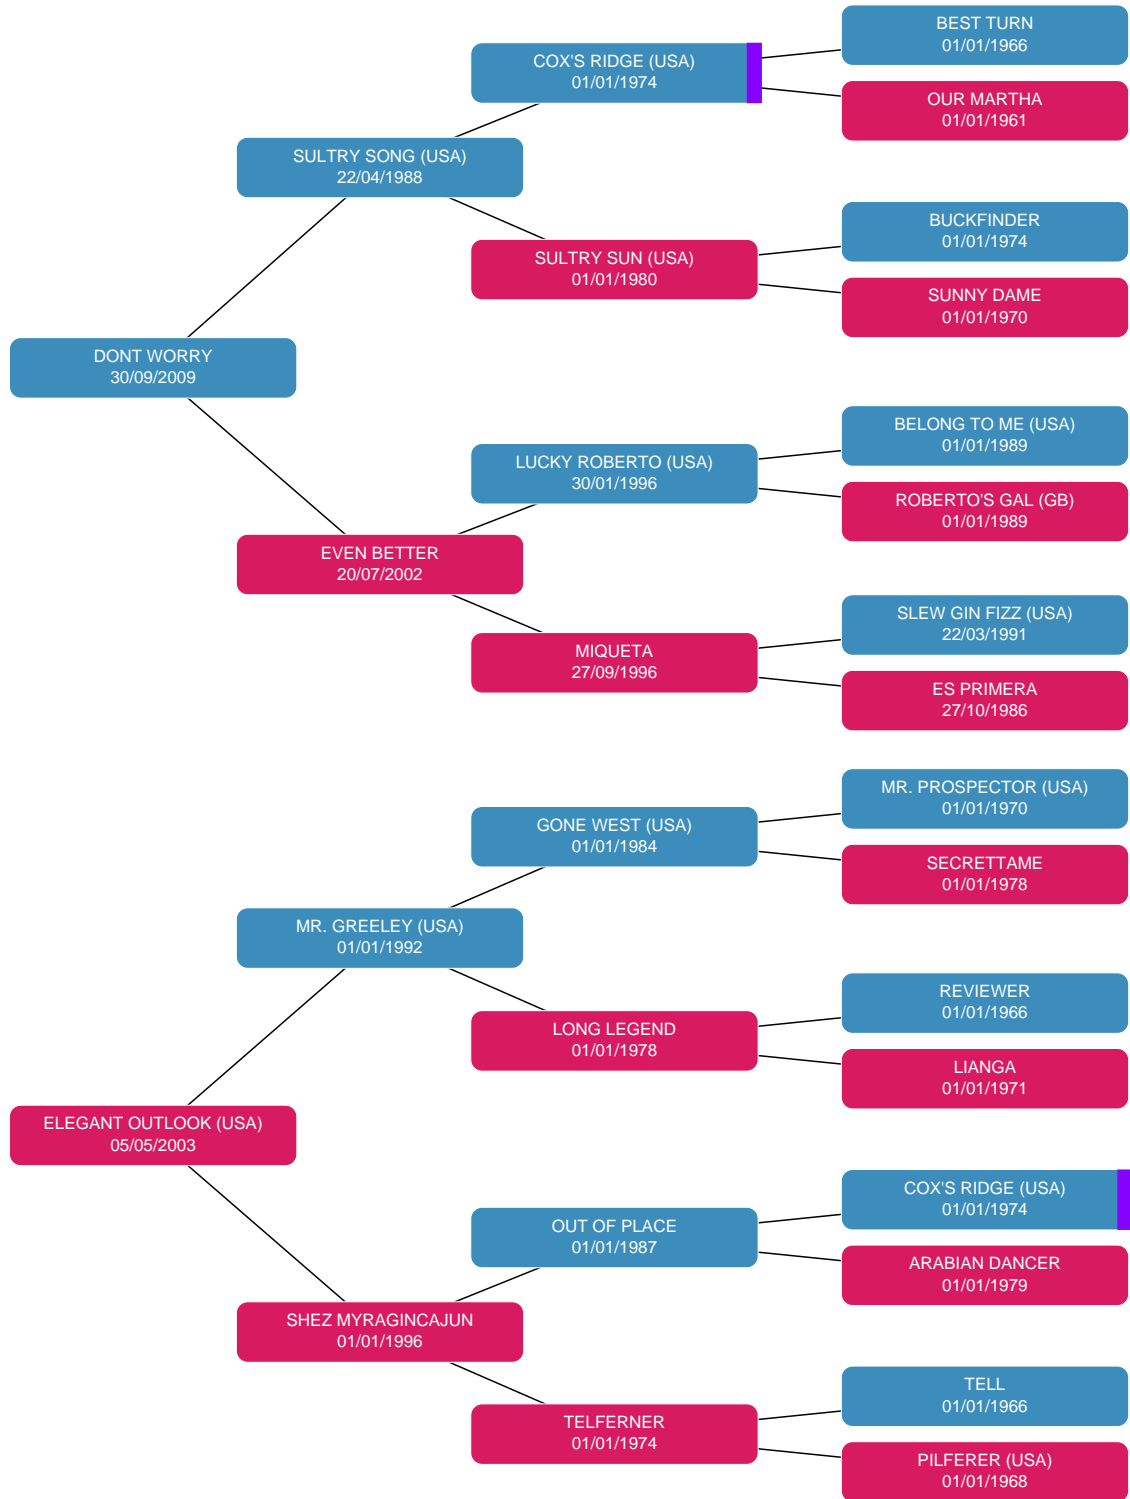 BEST TURN
01/01/1966
COX'S RIDGE (USA)
01/01/1974
OUR MARTHA
01/01/1961
SULTRY SONG (USA)
22/04/1988
BUCKFINDER
01/01/1974
SULTRY SUN (USA)
01/01/1980
SUNNY DAME
01/01/1970
DONT WORRY
30/09/2009
BELONG TO ME (USA)
01/01/1989
LUCKY ROBERTO (USA)
30/01/1996
ROBERTO'S GAL (GB)
01/01/1989
EVEN BETTER
20/07/2002
SLEW GIN FIZZ (USA)
22/03/1991
MIQUETA
27/09/1996
ES PRIMERA
27/10/1986
MR. PROSPECTOR (USA)
01/01/1970
GONE WEST (USA)
01/01/1984
SECRETTAME
01/01/1978
MR. GREELEY (USA)
01/01/1992
REVIEWER
01/01/1966
LONG LEGEND
01/01/1978
LIANGA
01/01/1971
ELEGANT OUTLOOK (USA)
05/05/2003
COX'S RIDGE (USA)
01/01/1974
OUT OF PLACE
01/01/1987
ARABIAN DANCER
01/01/1979
SHEZ MYRAGINCAJUN
01/01/1996
TELL
01/01/1966
TELFERNER
01/01/1974
PILFERER (USA)
01/01/1968